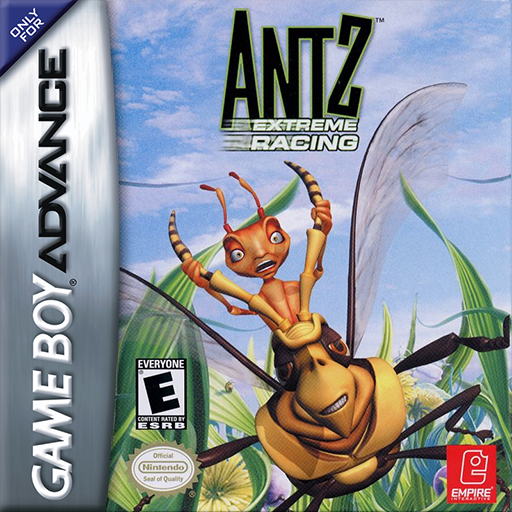 ONLY
FOR
GAME BOY ADVANCE
ANTZ™
EXTREME
RACING
EVERYONE
E
CONTENT RATED BY
ESRB
Official
Nintendo
Seal of Quality
EMPIRE
INTERACTIVE